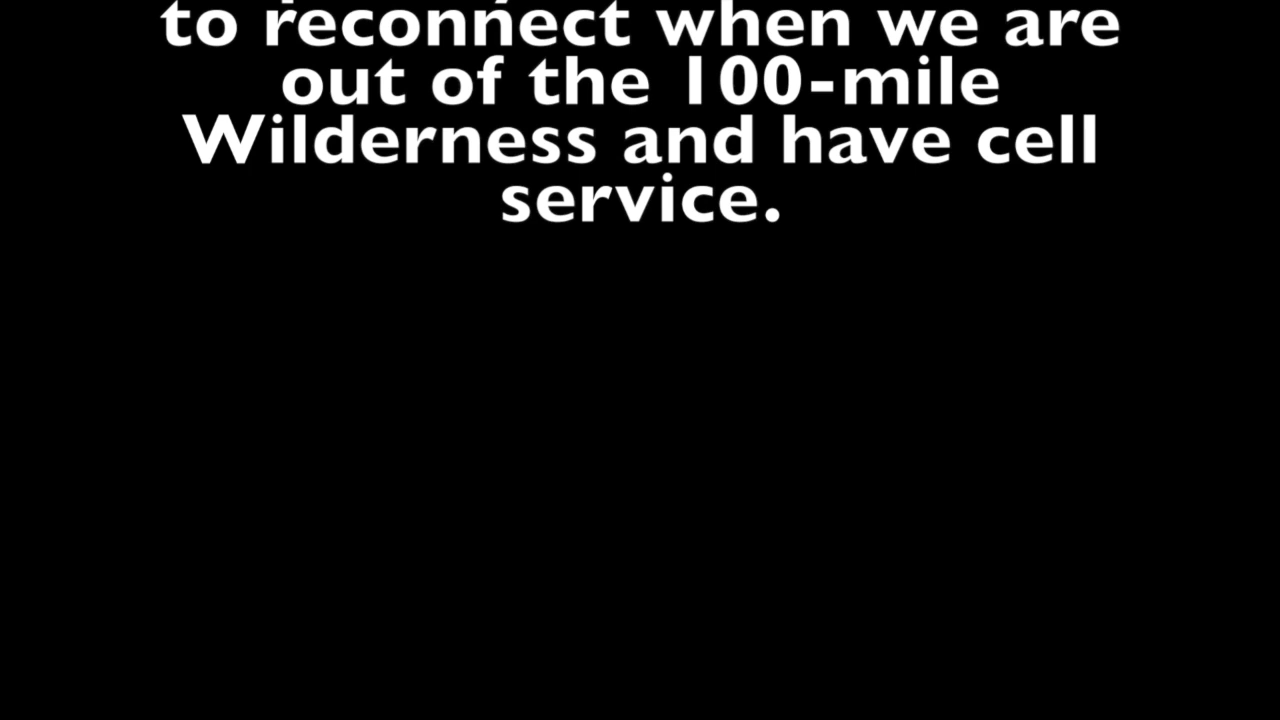 to reconnect when we are
out of the 100-mile
Wilderness and have cell
service.